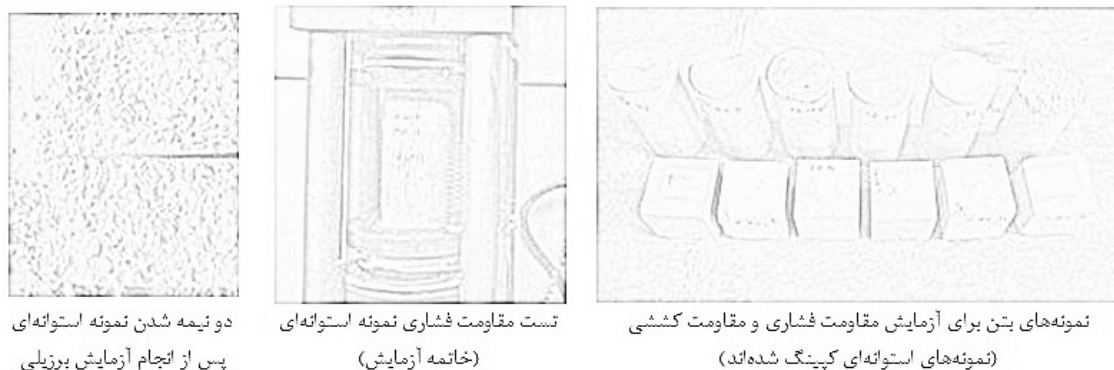 نمونه‌های بتن برای آزمایش مقاومت فشاری و مقاومت کششی
(نمونه‌های استوانه‌ای کپینگ شده‌اند)
تست مقاومت فشاری نمونه استوانه‌ای
(خاتمه آزمایش)
دو نیمه شدن نمونه استوانه‌ای
پس از انجام آزمایش برزیلی